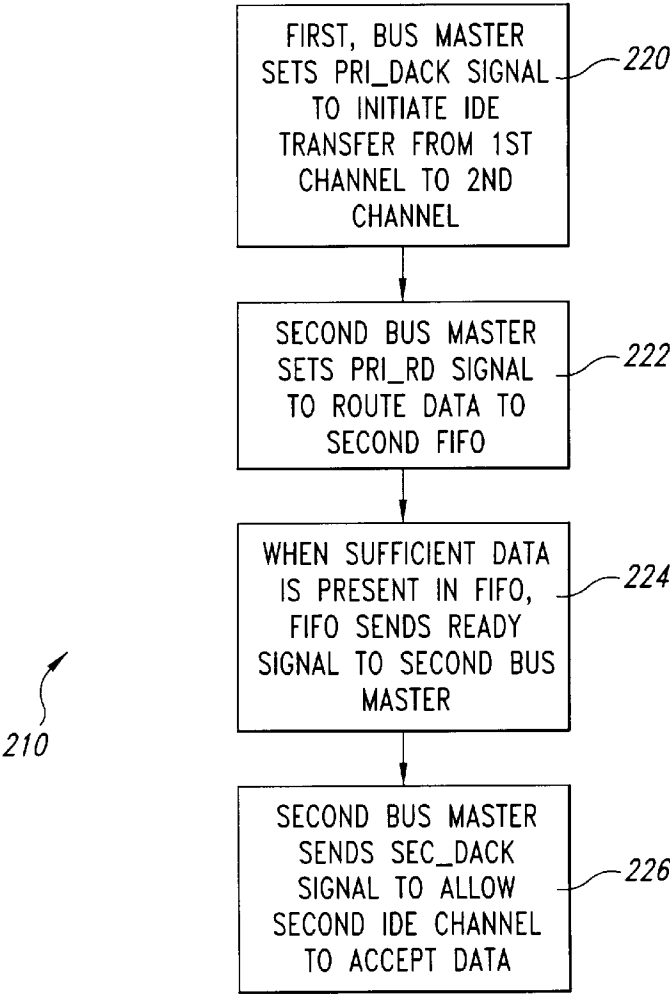 FIRST, BUS MASTER
SETS PRI_DACK SIGNAL
TO INITIATE IDE
TRANSFER FROM 1ST
CHANNEL TO 2ND
CHANNEL
220
SECOND BUS MASTER
SETS PRI_RD SIGNAL
TO ROUTE DATA TO
SECOND FIFO
222
WHEN SUFFICIENT DATA
IS PRESENT IN FIFO,
FIFO SENDS READY
SIGNAL TO SECOND BUS
MASTER
224
210
SECOND BUS MASTER
SENDS SEC_DACK
SIGNAL TO ALLOW
SECOND IDE CHANNEL
TO ACCEPT DATA
226